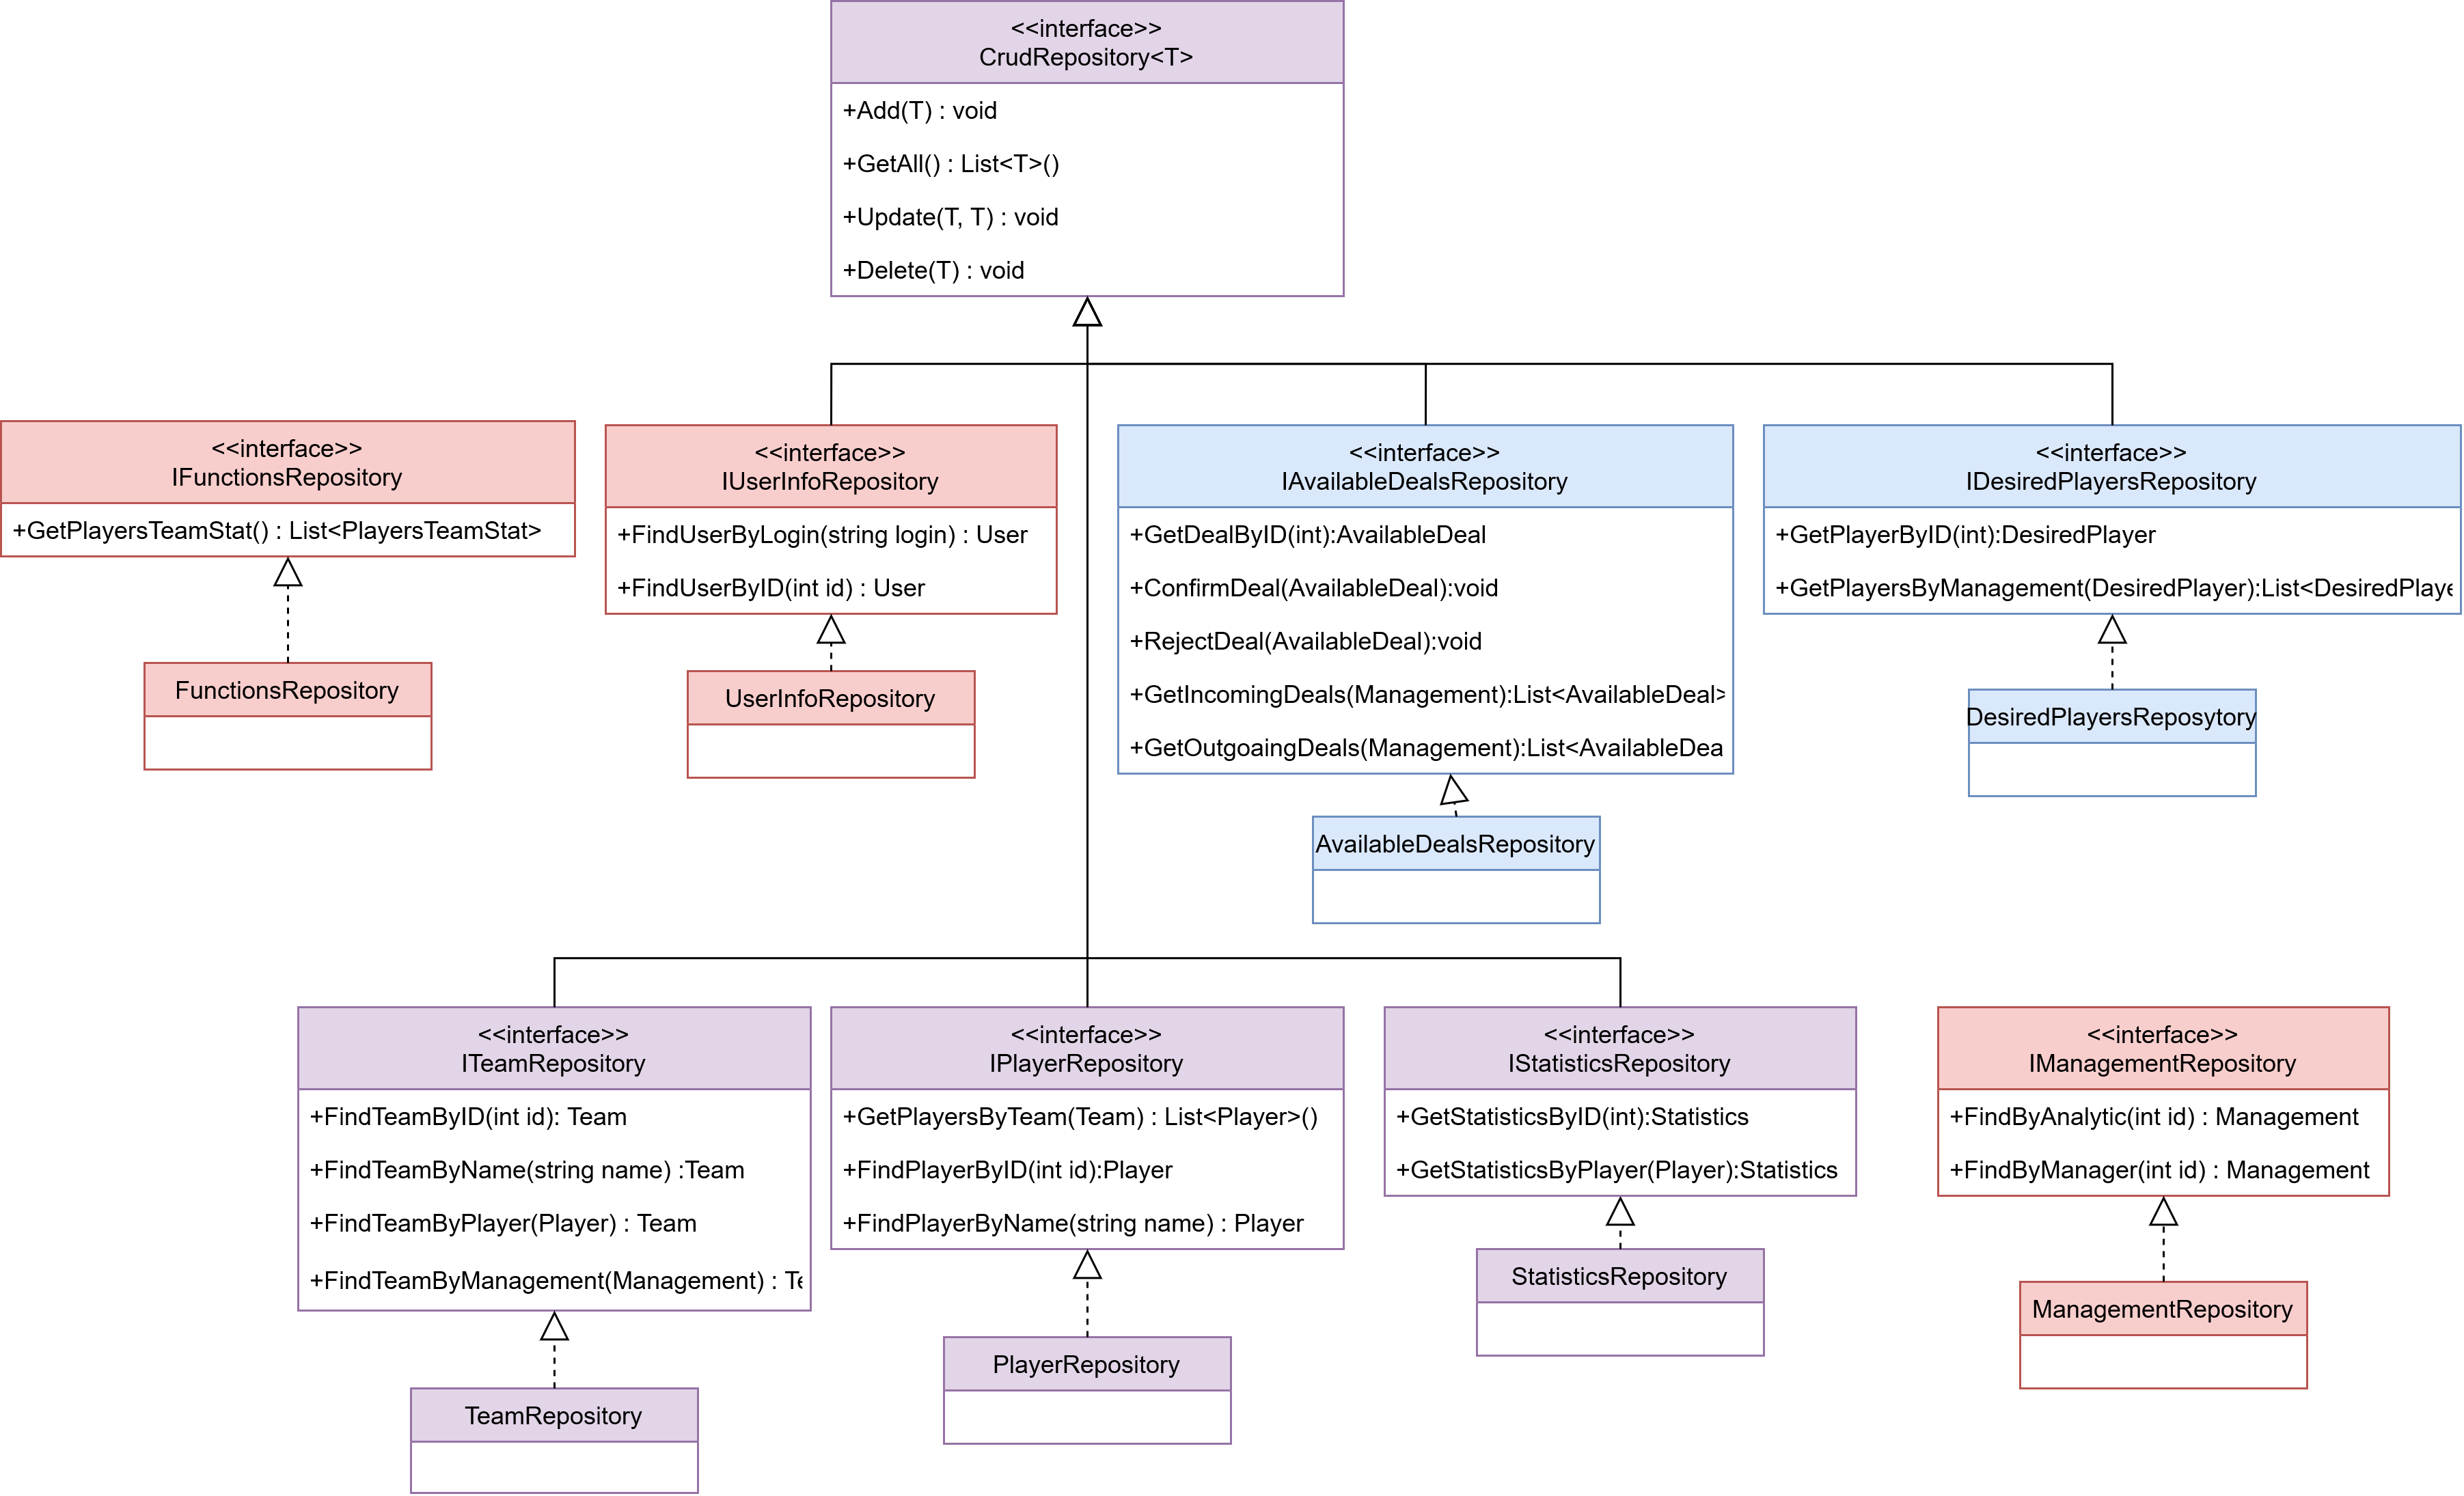 <<interface>>
CrudRepository<T>
+Add(T) : void
+GetAll() : List<T>()
+Update(T, T) : void
+Delete(T) : void
<<interface>>
IFunctionsRepository
+GetPlayersTeamStat() : List<PlayersTeamStat>
FunctionsRepository
<<interface>>
IUserInfoRepository
+FindUserByLogin(string login) : User
+FindUserByID(int id) : User
UserInfoRepository
<<interface>>
IAvailableDealsRepository
+GetDealByID(int):AvailableDeal
+ConfirmDeal(AvailableDeal):void
+RejectDeal(AvailableDeal):void
+GetIncomingDeals(Management):List<AvailableDeal>
+GetOutgoaingDeals(Management):List<AvailableDea
AvailableDealsRepository
<<interface>>
IDesiredPlayersRepository
+GetPlayerByID(int):DesiredPlayer
+GetPlayersByManagement(DesiredPlayer):List<DesiredPlaye
DesiredPlayersReposytory
<<interface>>
ITeamRepository
+FindTeamByID(int id): Team
+FindTeamByName(string name) :Team
+FindTeamByPlayer(Player) : Team
+FindTeamByManagement(Management) : Te
TeamRepository
<<interface>>
IPlayerRepository
+GetPlayersByTeam(Team) : List<Player>()
+FindPlayerByID(int id):Player
+FindPlayerByName(string name) : Player
PlayerRepository
<<interface>>
IStatisticsRepository
+GetStatisticsByID(int):Statistics
+GetStatisticsByPlayer(Player):Statistics
StatisticsRepository
<<interface>>
IManagementRepository
+FindByAnalytic(int id) : Management
+FindByManager(int id) : Management
ManagementRepository